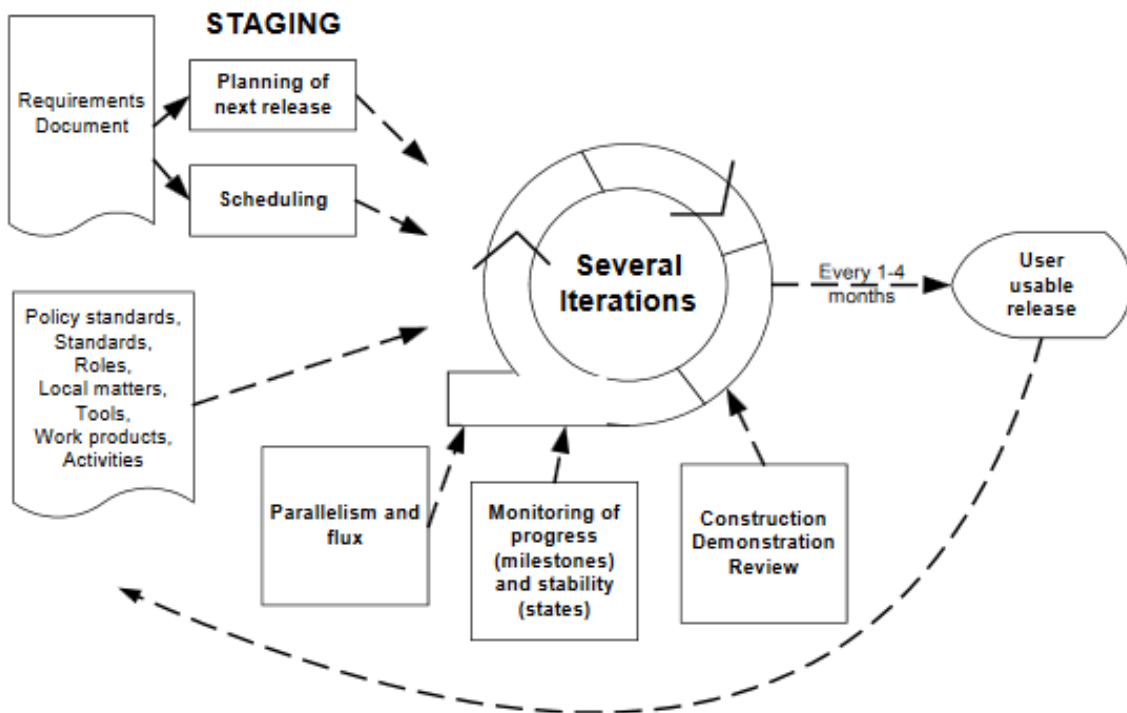 STAGING
Requirements
Document
Planning of
next release
Scheduling
Several
Iterations
Every 1-4
months
User
usable
release
Policy standards,
Standards,
Roles,
Local matters,
Tools,
Work products,
Activities
Parallelism and
flux
Monitoring of
progress
(milestones)
and stability
(states)
Construction
Demonstration
Review